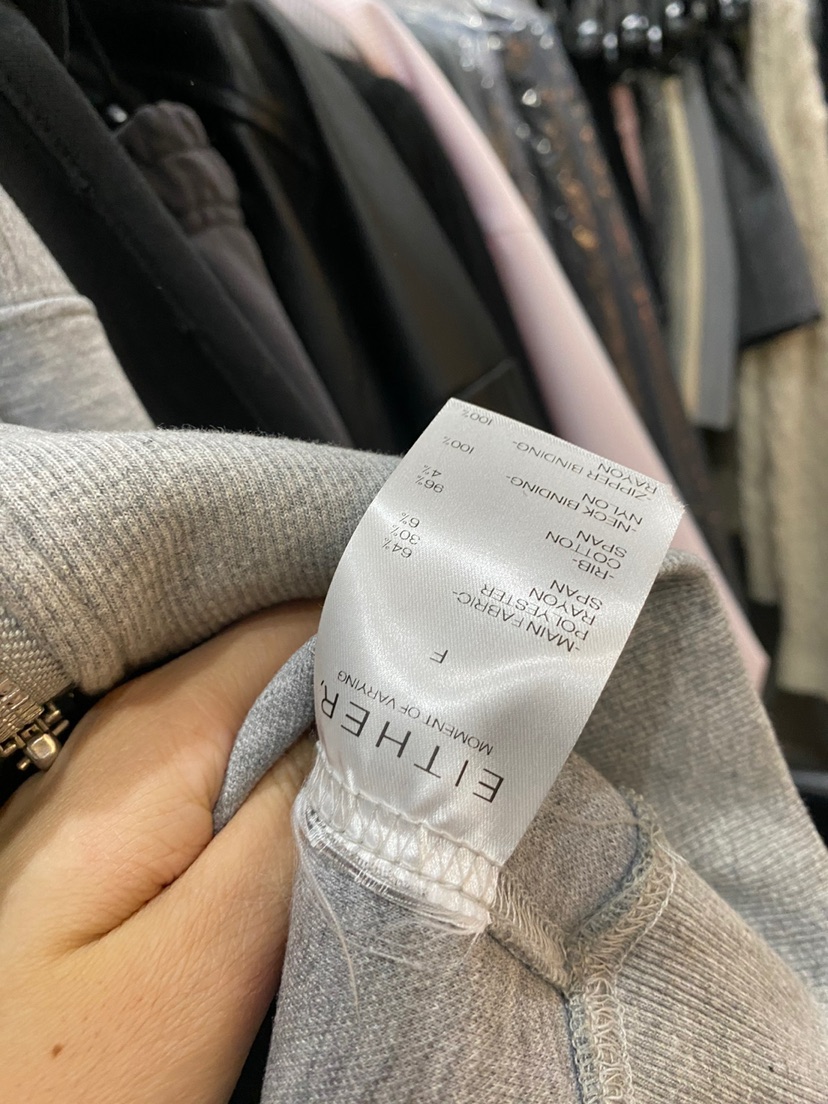 EITHER,
MOMENT OF VARYING
F
-MAIN FABRIC-
POLYESTER 64%
RAYON 30%
SPAN 6%
-RIB-
COTTON 96%
SPAN 4%
-NECK BINDING-
NYLON 100%
ZIPPER BINDING-
RAYON 100%